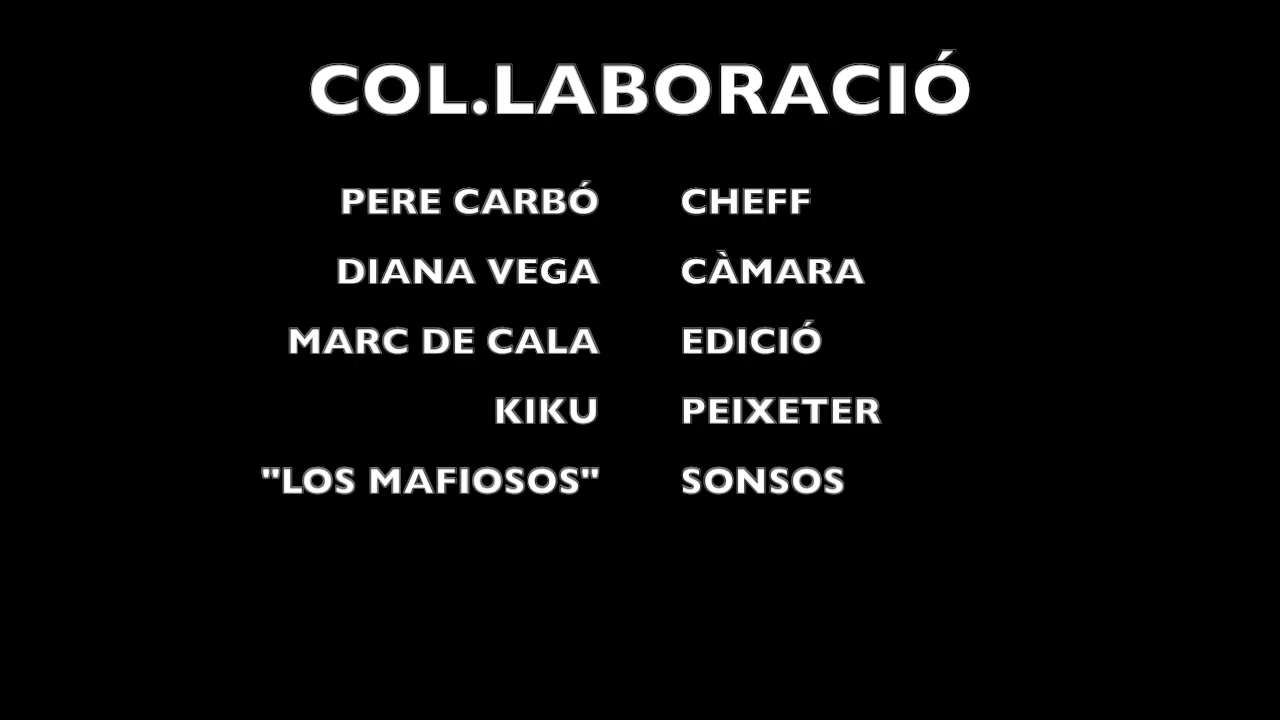 COL.LABORACIÓ
PERE CARBÓ CHEFF
DIANA VEGA CÀMARA
MARC DE CALA EDICIÓ
KIKU PEIXETER
"LOS MAFIOSOS" SONSOS